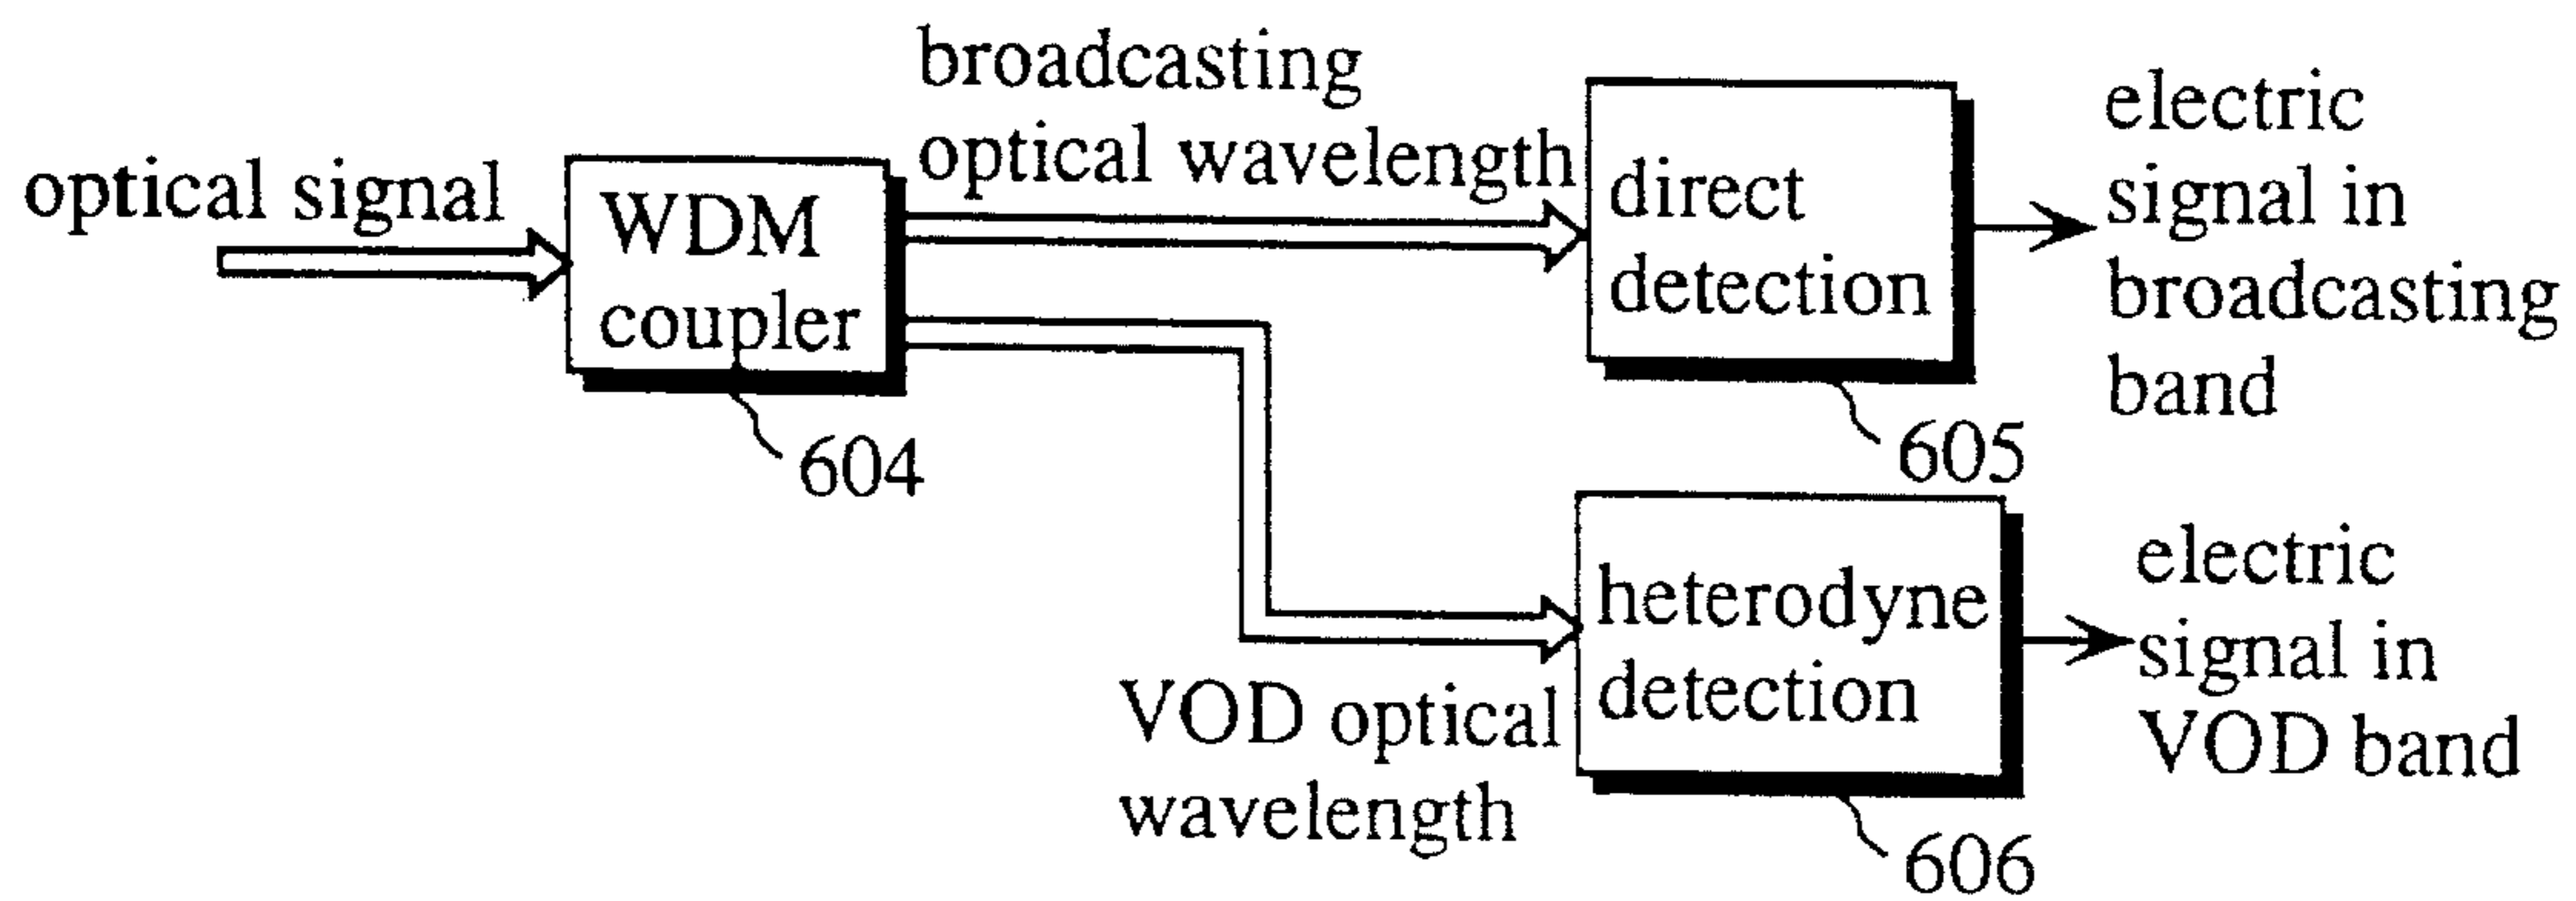 optical signal
WDM
coupler
604
broadcasting
optical wavelength
direct
detection
605
electric
signal in
broadcasting
band
VOD optical
wavelength
heterodyne
detection
606
electric
signal in
VOD band